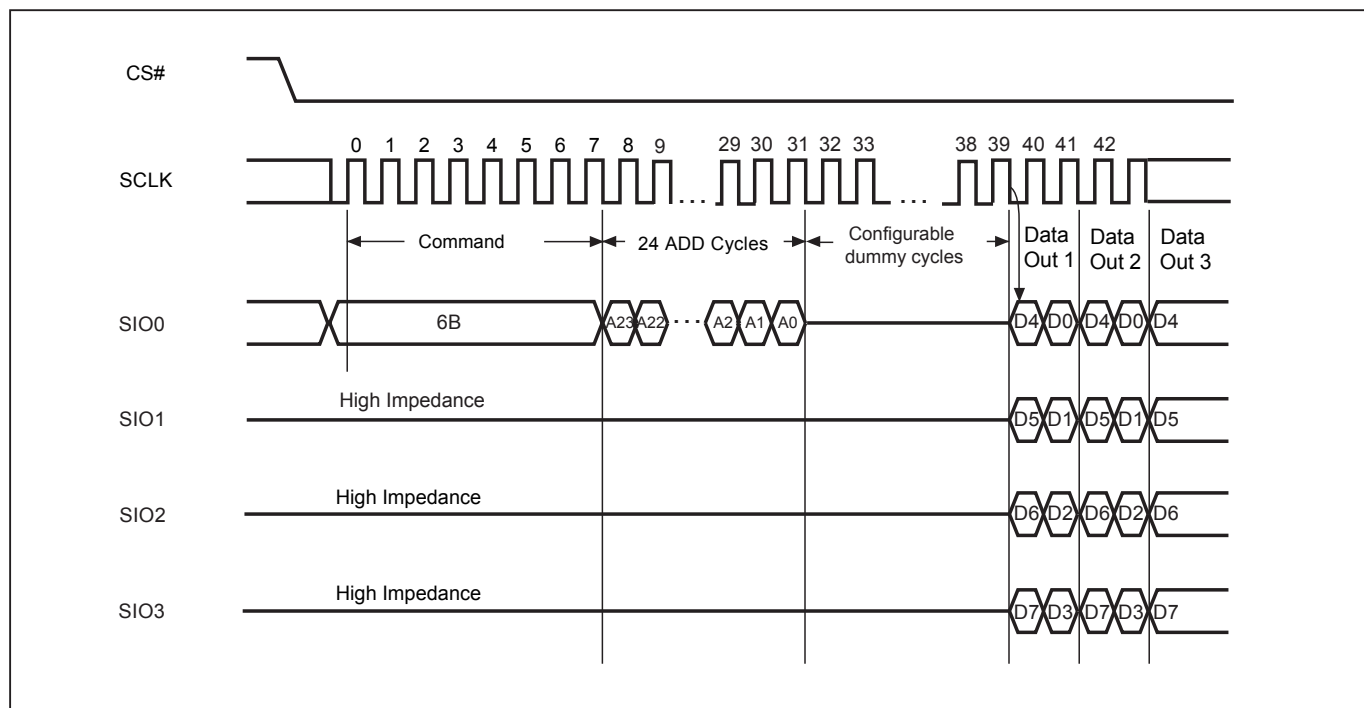 CS#
0 1 2 3 4 5 6 7 8 9 29 30 31 32 33 38 39 40 41 42
SCLK
Command
24 ADD Cycles
Configurable
dummy cycles
Data
Out 1
Data
Out 2
Data
Out 3
SIO0
6B
A23 A22 A2 A1 A0
D4 D0 D4 D0 D4
SIO1
High Impedance
D5 D1 D5 D1 D5
SIO2
High Impedance
D6 D2 D6 D2 D6
SIO3
High Impedance
D7 D3 D7 D3 D7